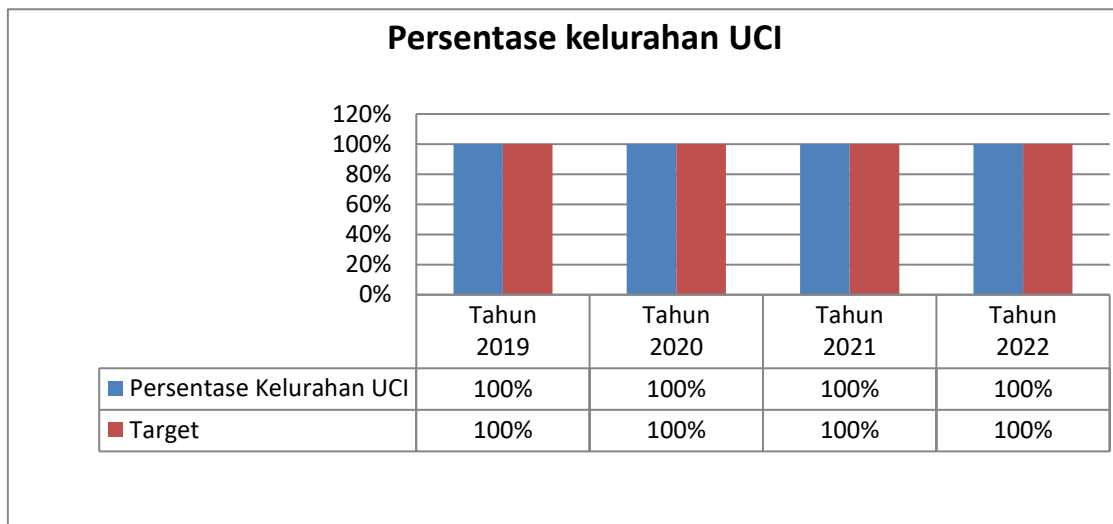 Persentase kelurahan UCI
120%
100%
80%
60%
40%
20%
0%
Tahun 2019
Tahun 2020
Tahun 2021
Tahun 2022
Persentase Kelurahan UCI 100% 100% 100% 100%
Target 100% 100% 100% 100%